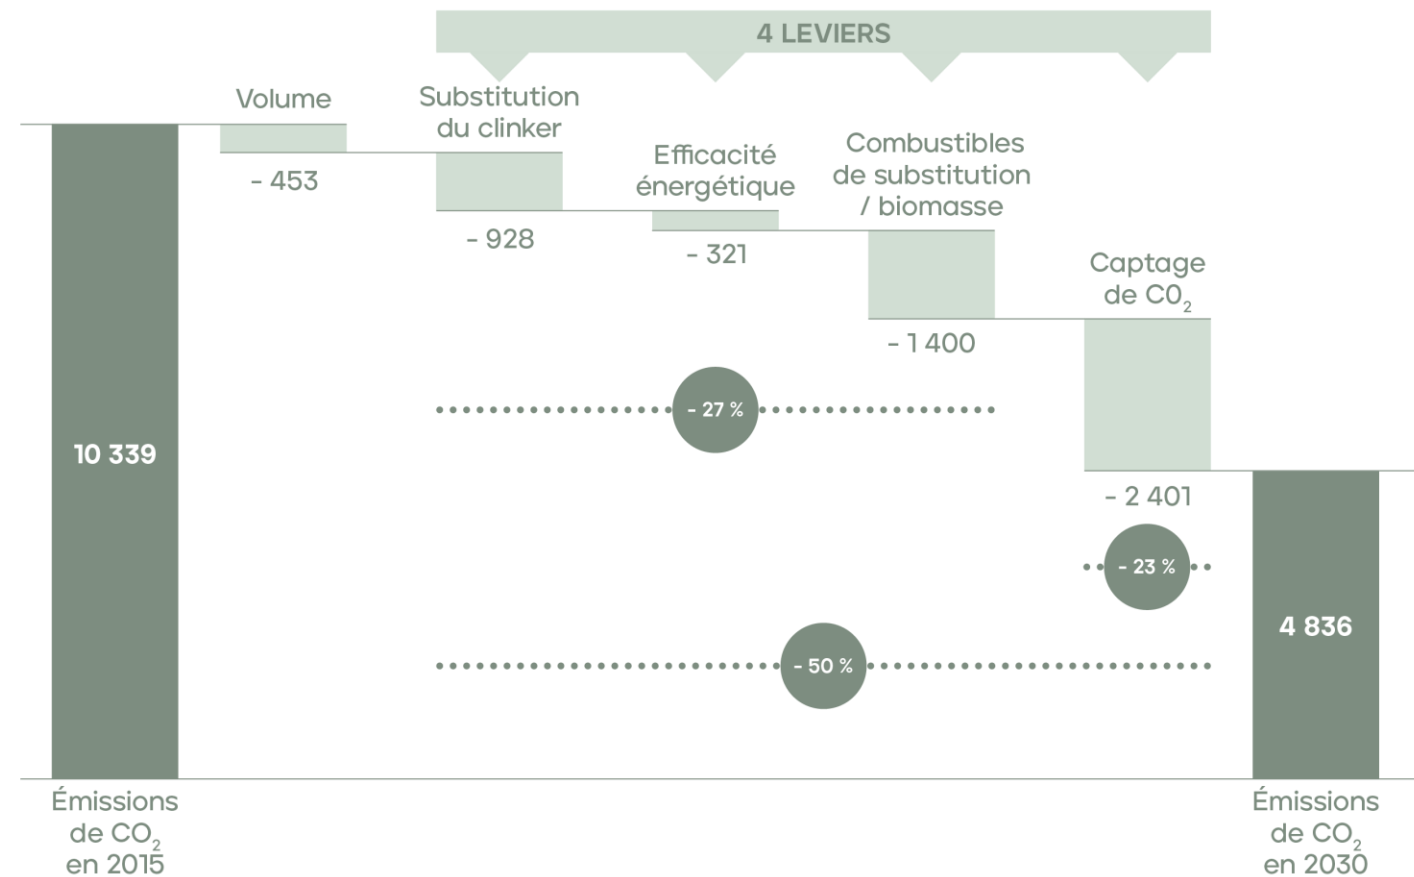 4 LEVIERS
Volume
- 453
Substitution
du clinker
- 928
Efficacité
énergétique
- 321
Combustibles
de substitution
/ biomasse
- 1 400
Captage
de C0₂
- 2 401
- 27 %
- 23 %
- 50 %
10 339
4 836
Émissions
de CO₂
en 2015
Émissions
de CO₂
en 2030